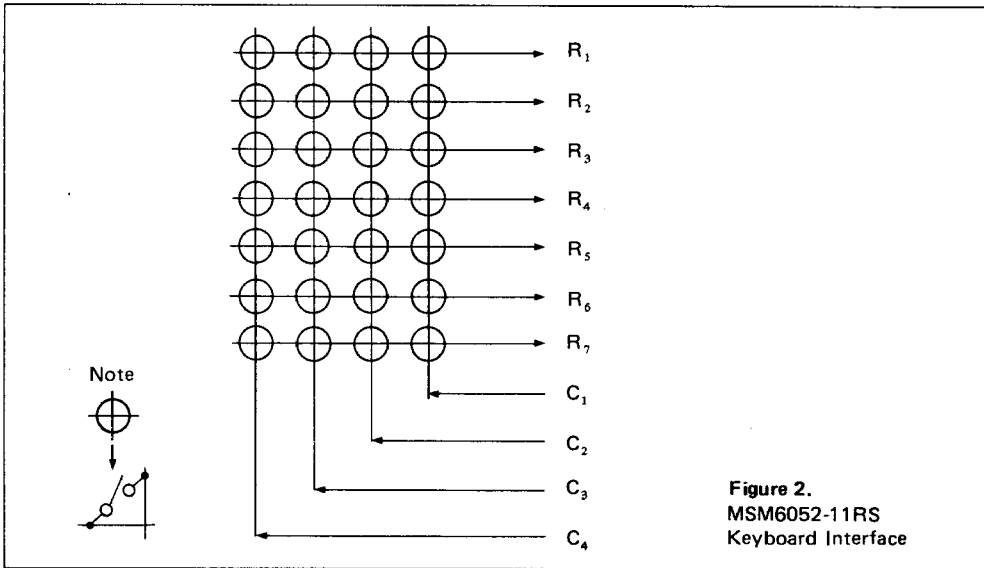 R₁
R₂
R₃
R₄
R₅
R₆
R₇
Note
C₁
C₂
C₃
C₄
Figure 2.
MSM6052-11RS
Keyboard Interface